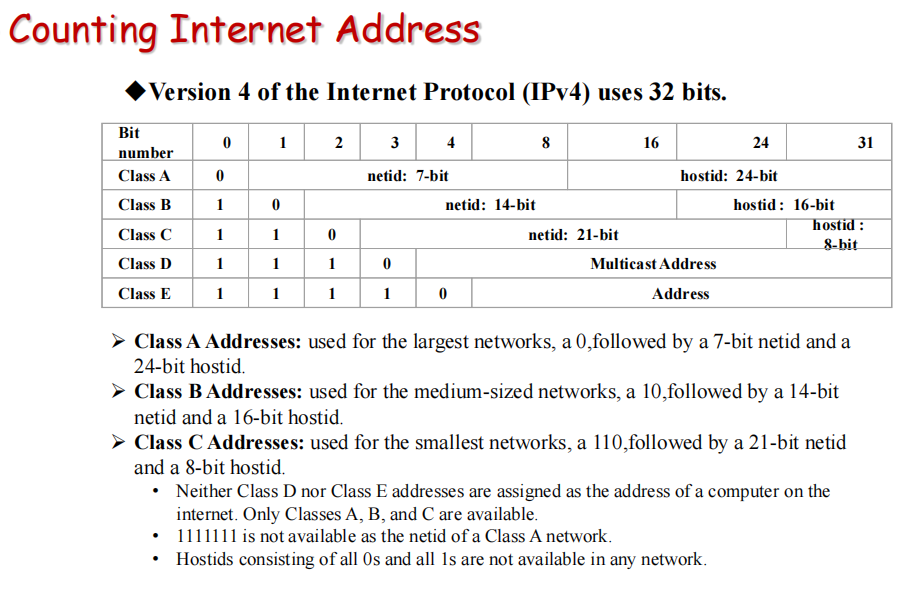 Counting Internet Address
◆Version 4 of the Internet Protocol (IPv4) uses 32 bits.
Bit number 0 1 2 3 4 8 16 24 31
Class A 0 netid: 7-bit hostid: 24-bit
Class B 1 0 netid: 14-bit hostid : 16-bit
Class C 1 1 0 netid: 21-bit hostid : 8-bit
Class D 1 1 1 0 Multicast Address
Class E 1 1 1 1 0 Address
➢ Class A Addresses: used for the largest networks, a 0,followed by a 7-bit netid and a
24-bit hostid.
➢ Class B Addresses: used for the medium-sized networks, a 10,followed by a 14-bit
netid and a 16-bit hostid.
➢ Class C Addresses: used for the smallest networks, a 110,followed by a 21-bit netid
and a 8-bit hostid.
• Neither Class D nor Class E addresses are assigned as the address of a computer on the
internet. Only Classes A, B, and C are available.
• 1111111 is not available as the netid of a Class A network.
• Hostids consisting of all 0s and all 1s are not available in any network.